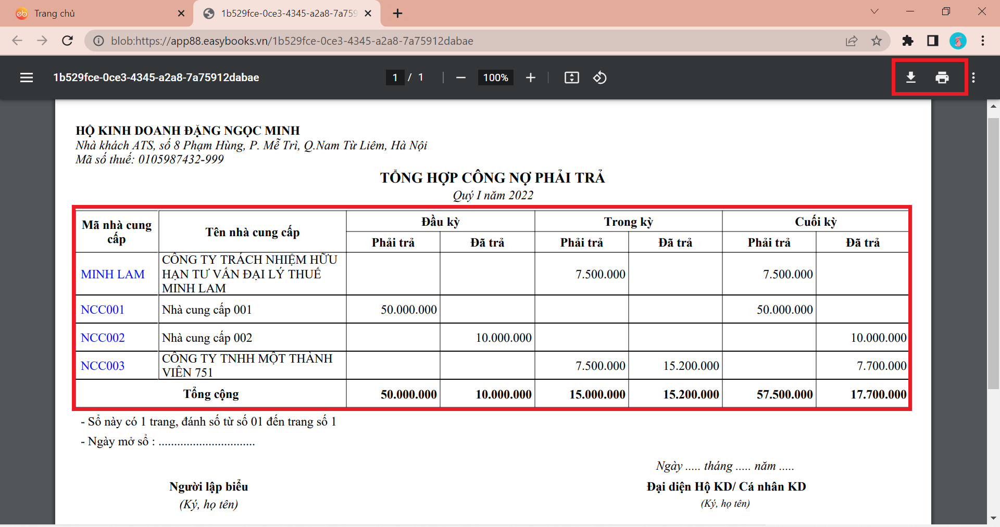 Trang chủ
1b529fce-0ce3-4345-a2a8-7a759
blob:https://app88.easybooks.vn/1b529fce-0ce3-4345-a2a8-7a75912dabae
1b529fce-0ce3-4345-a2a8-7a75912dabae
1 / 1
100%
HỘ KINH DOANH ĐẶNG NGỌC MINH
Nhà khách ATS, số 8 Phạm Hùng, P. Mễ Trì, Q.Nam Từ Liêm, Hà Nội
Mã số thuế: 0105987432-999
TỔNG HỢP CÔNG NỢ PHẢI TRẢ
Quý I năm 2022
Mã nhà cung cấp Tên nhà cung cấp Đầu kỳ Trong kỳ Cuối kỳ
Phải trả Đã trả Phải trả Đã trả Phải trả Đã trả
MINH LAM CÔNG TY TRÁCH NHIỆM HỮU HẠN TƯ VẤN ĐẠI LÝ THUẾ MINH LAM 7.500.000 7.500.000
NCC001 Nhà cung cấp 001 50.000.000 50.000.000
NCC002 Nhà cung cấp 002 10.000.000 10.000.000
NCC003 CÔNG TY TNHH MỘT THÀNH VIÊN 751 7.500.000 15.200.000 7.700.000
Tổng cộng 50.000.000 10.000.000 15.000.000 15.200.000 57.500.000 17.700.000
- Sổ này có 1 trang, đánh số từ số 01 đến trang số 1
- Ngày mở sổ : ...............................
Ngày ..... tháng ..... năm .....
Người lập biểu Đại diện Hộ KD/ Cá nhân KD
(Ký, họ tên) (Ký, họ tên)